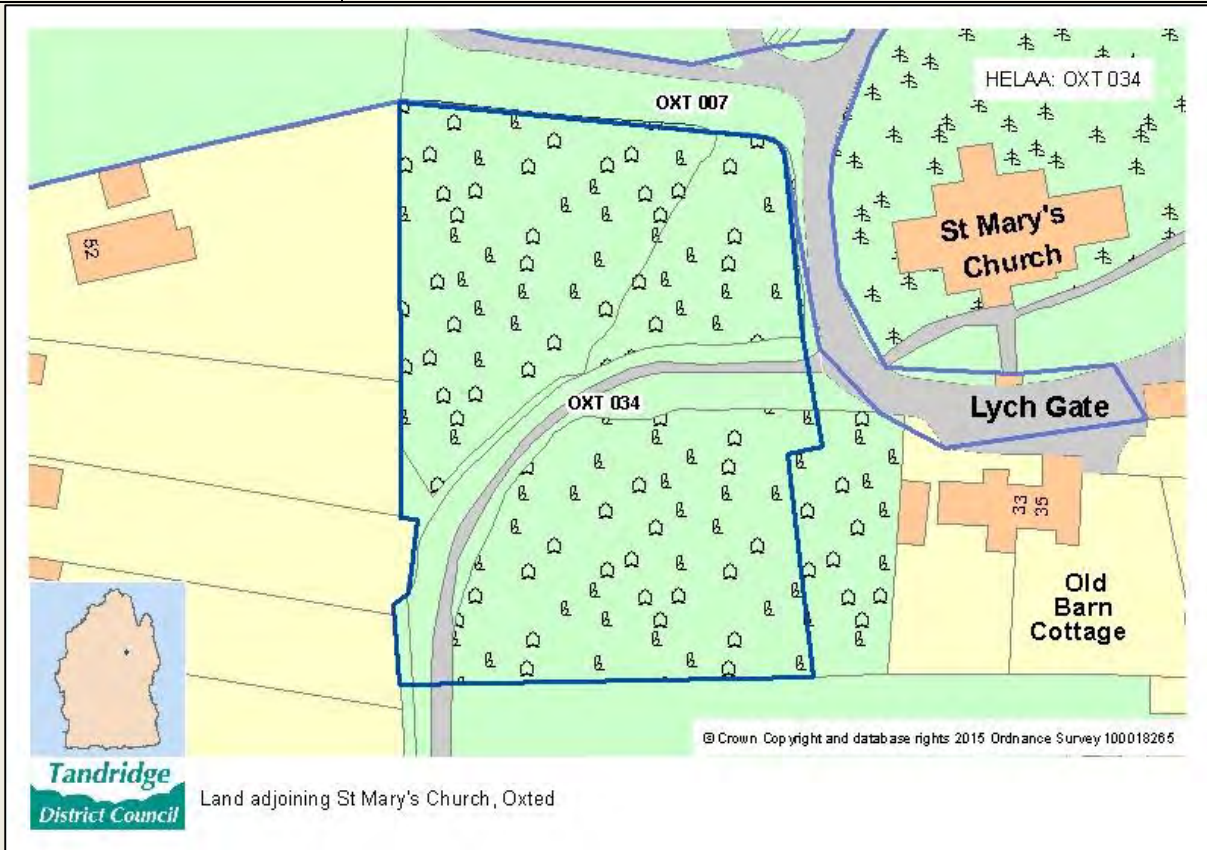 HELAA: OXT 034
OXT 007
St Mary's
Church
52
OXT 034
Lych Gate
33
35
Old
Barn
Cottage
© Crown Copyright and database rights 2015 Ordnance Survey 100018265
Tandridge
District Council
Land adjoining St Mary's Church, Oxted